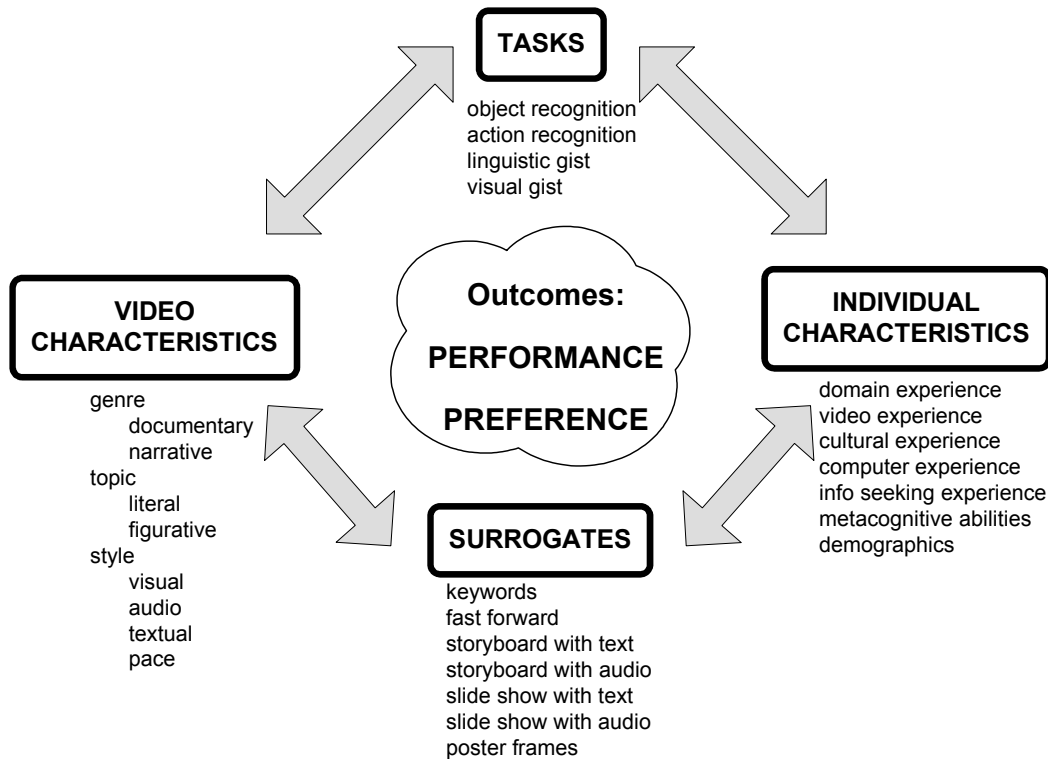 TASKS
object recognition
action recognition
linguistic gist
visual gist
VIDEO
CHARACTERISTICS
genre
documentary
narrative
topic
literal
figurative
style
visual
audio
textual
pace
Outcomes:
PERFORMANCE
PREFERENCE
INDIVIDUAL
CHARACTERISTICS
domain experience
video experience
cultural experience
computer experience
info seeking experience
metacognitive abilities
demographics
SURROGATES
keywords
fast forward
storyboard with text
storyboard with audio
slide show with text
slide show with audio
poster frames